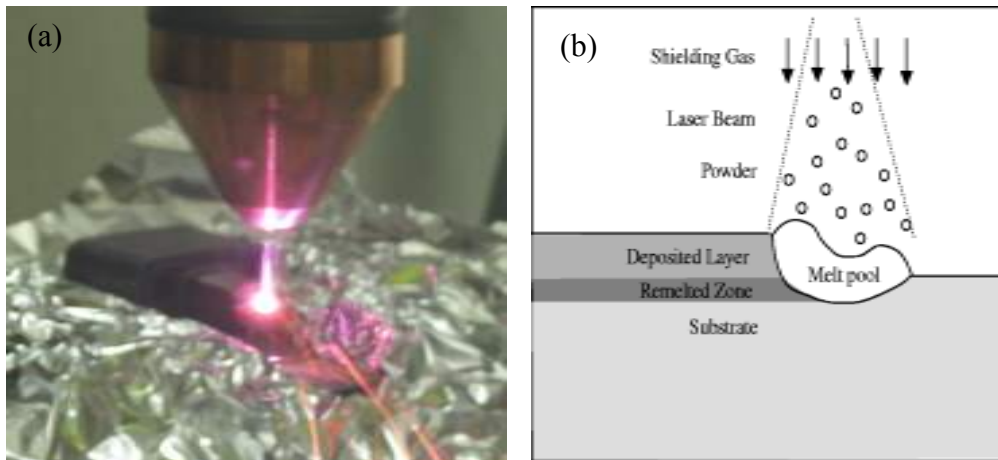 (a)
(b)
Shielding Gas
Laser Beam
Powder
Deposited Layer
Melt pool
Remelted Zone
Substrate